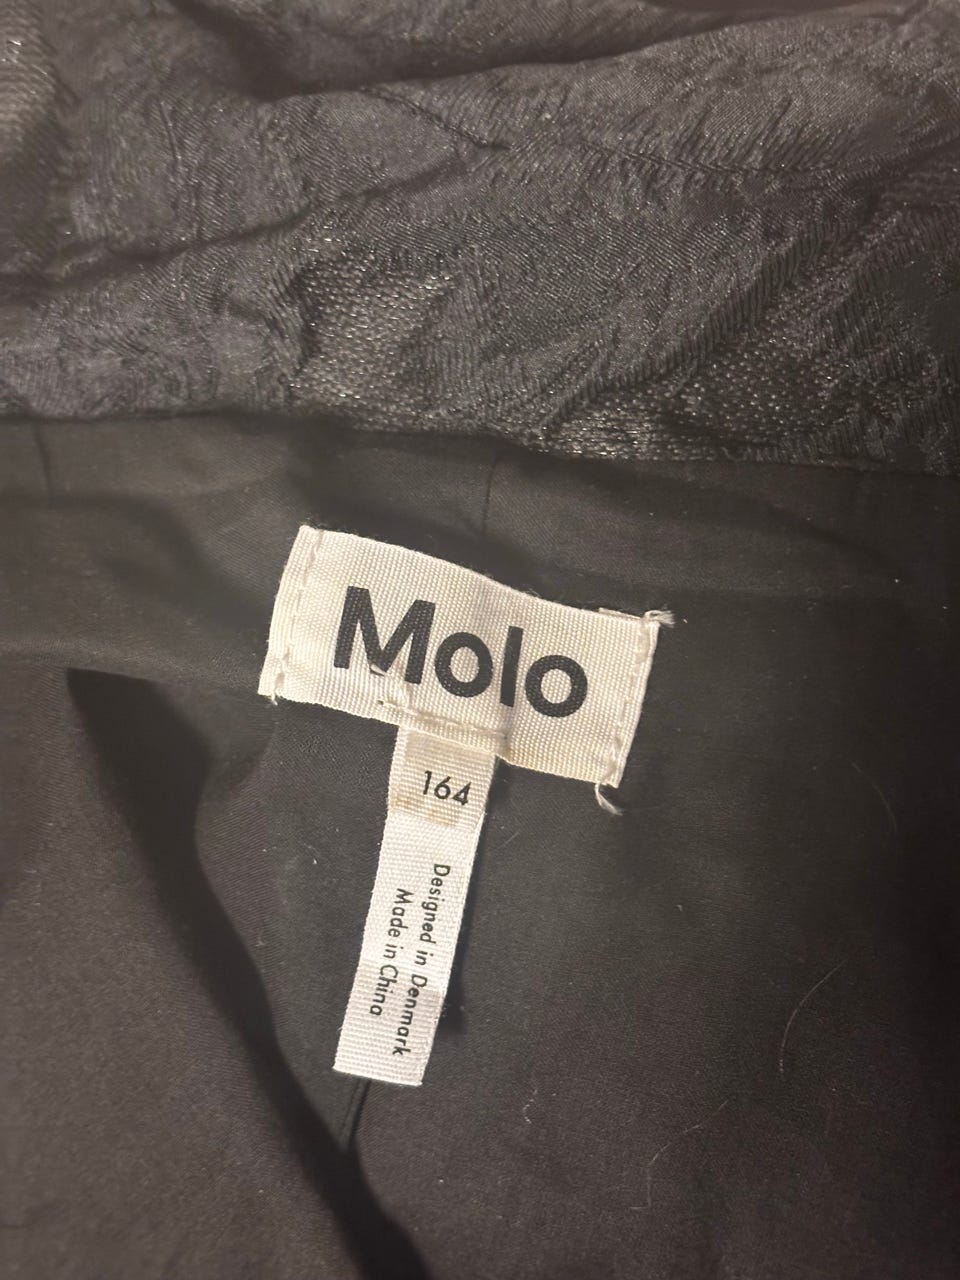 Molo
164
Designed in Denmark
Made in China